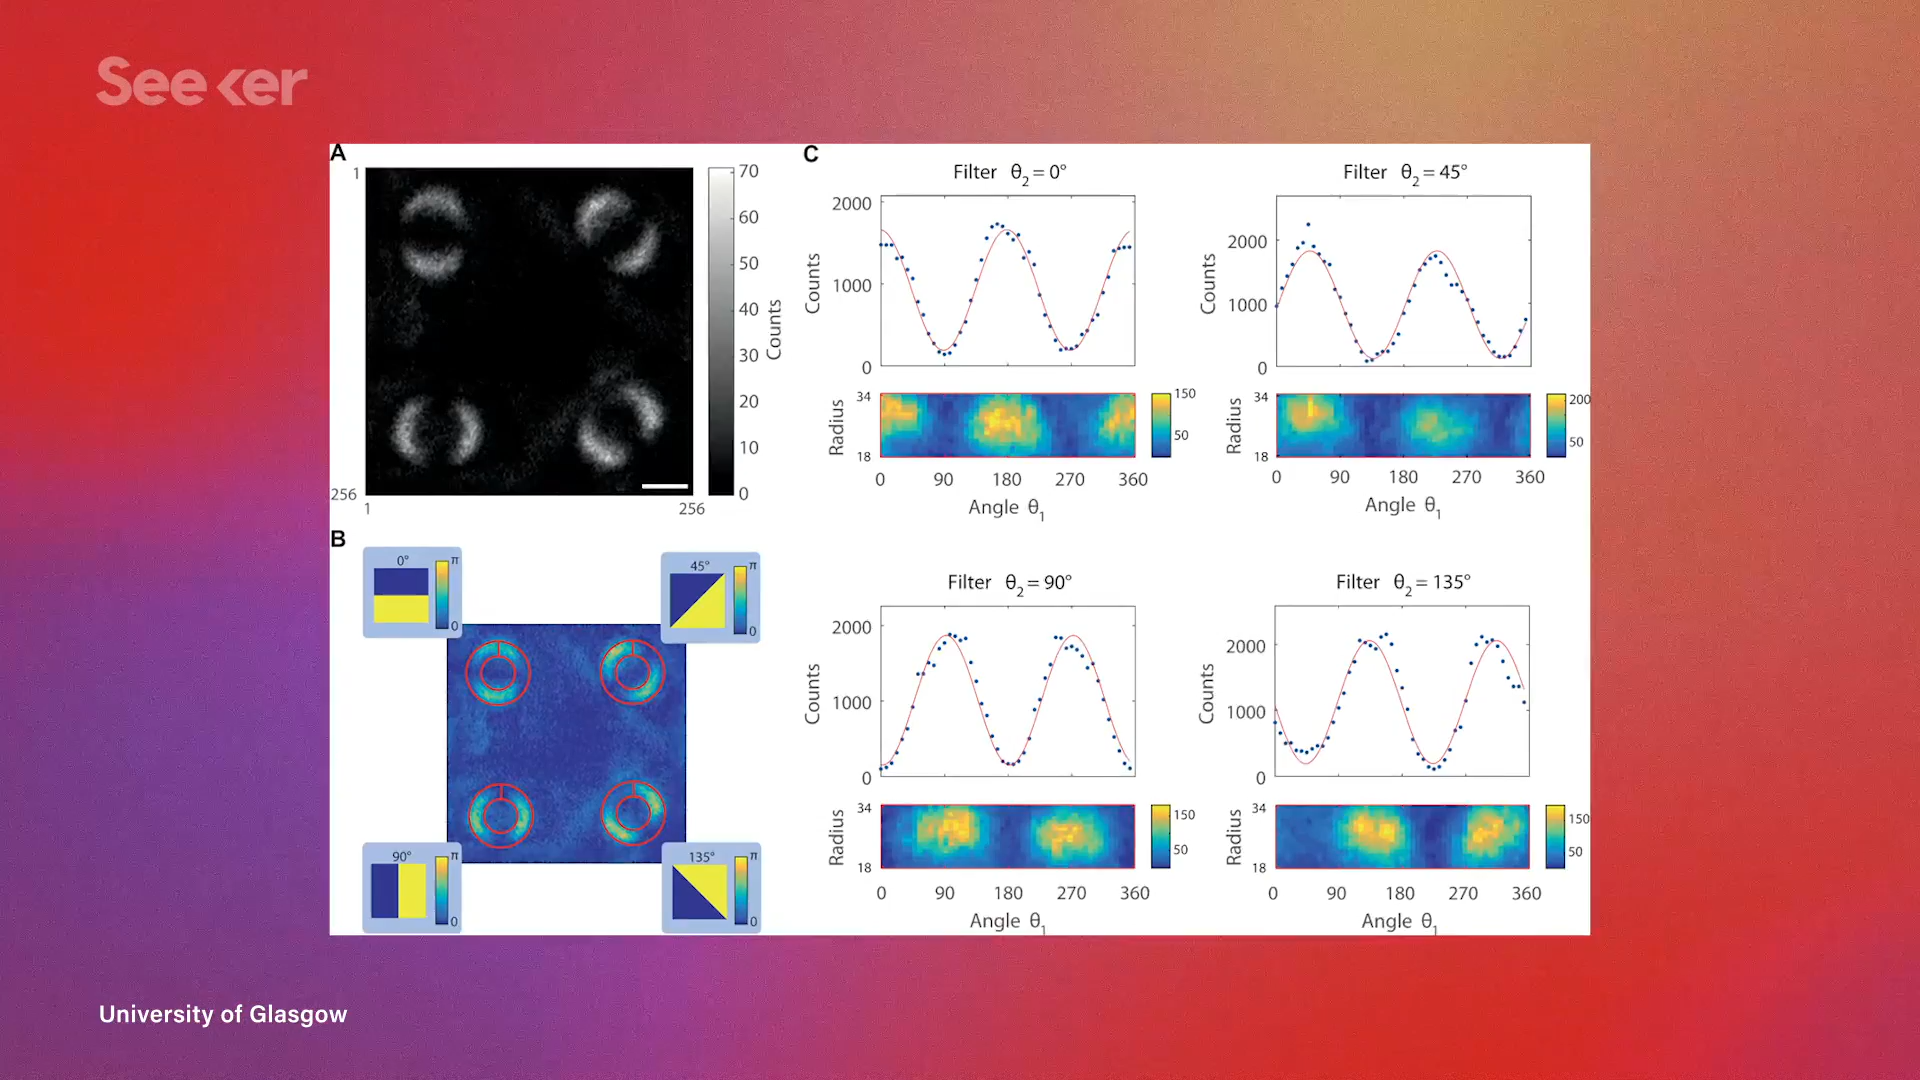 Seeker
A
1
256
1
256
70
60
50
40
30
20
10
0
Counts
B
0°
π
0
45°
π
0
90°
π
0
135°
π
0
C
Filter θ2 = 0°
2000
1000
0
Counts
34
18
Radius
150
50
0 90 180 270 360
Angle θ1
Filter θ2 = 45°
2000
1000
0
Counts
34
18
Radius
200
50
0 90 180 270 360
Angle θ1
Filter θ2 = 90°
2000
1000
0
Counts
34
18
Radius
150
50
0 90 180 270 360
Angle θ1
Filter θ2 = 135°
2000
1000
0
Counts
34
18
Radius
150
50
0 90 180 270 360
Angle θ1
University of Glasgow